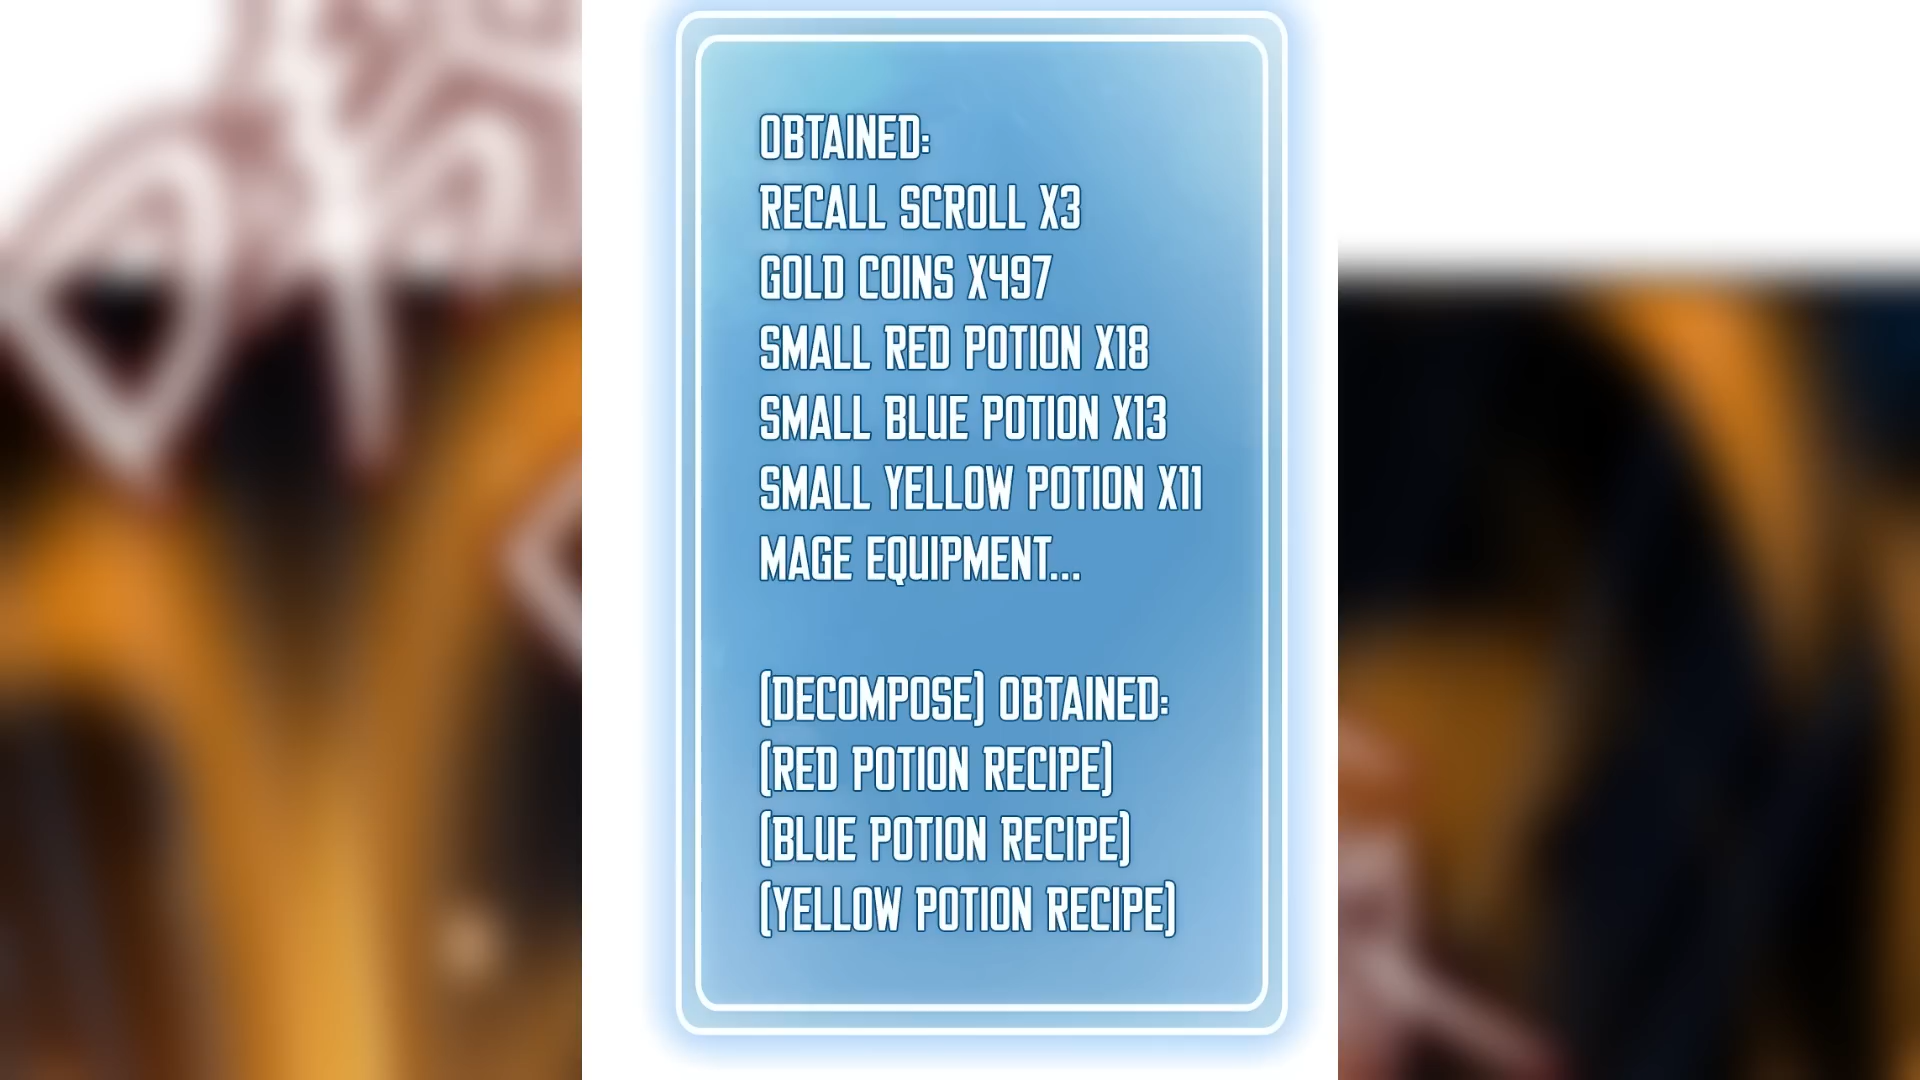 OBTAINED:
RECALL SCROLL X3
GOLD COINS X497
SMALL RED POTION X18
SMALL BLUE POTION X13
SMALL YELLOW POTION X11
MAGE EQUIPMENT...
[DECOMPOSE] OBTAINED:
[RED POTION RECIPE]
[BLUE POTION RECIPE]
[YELLOW POTION RECIPE]